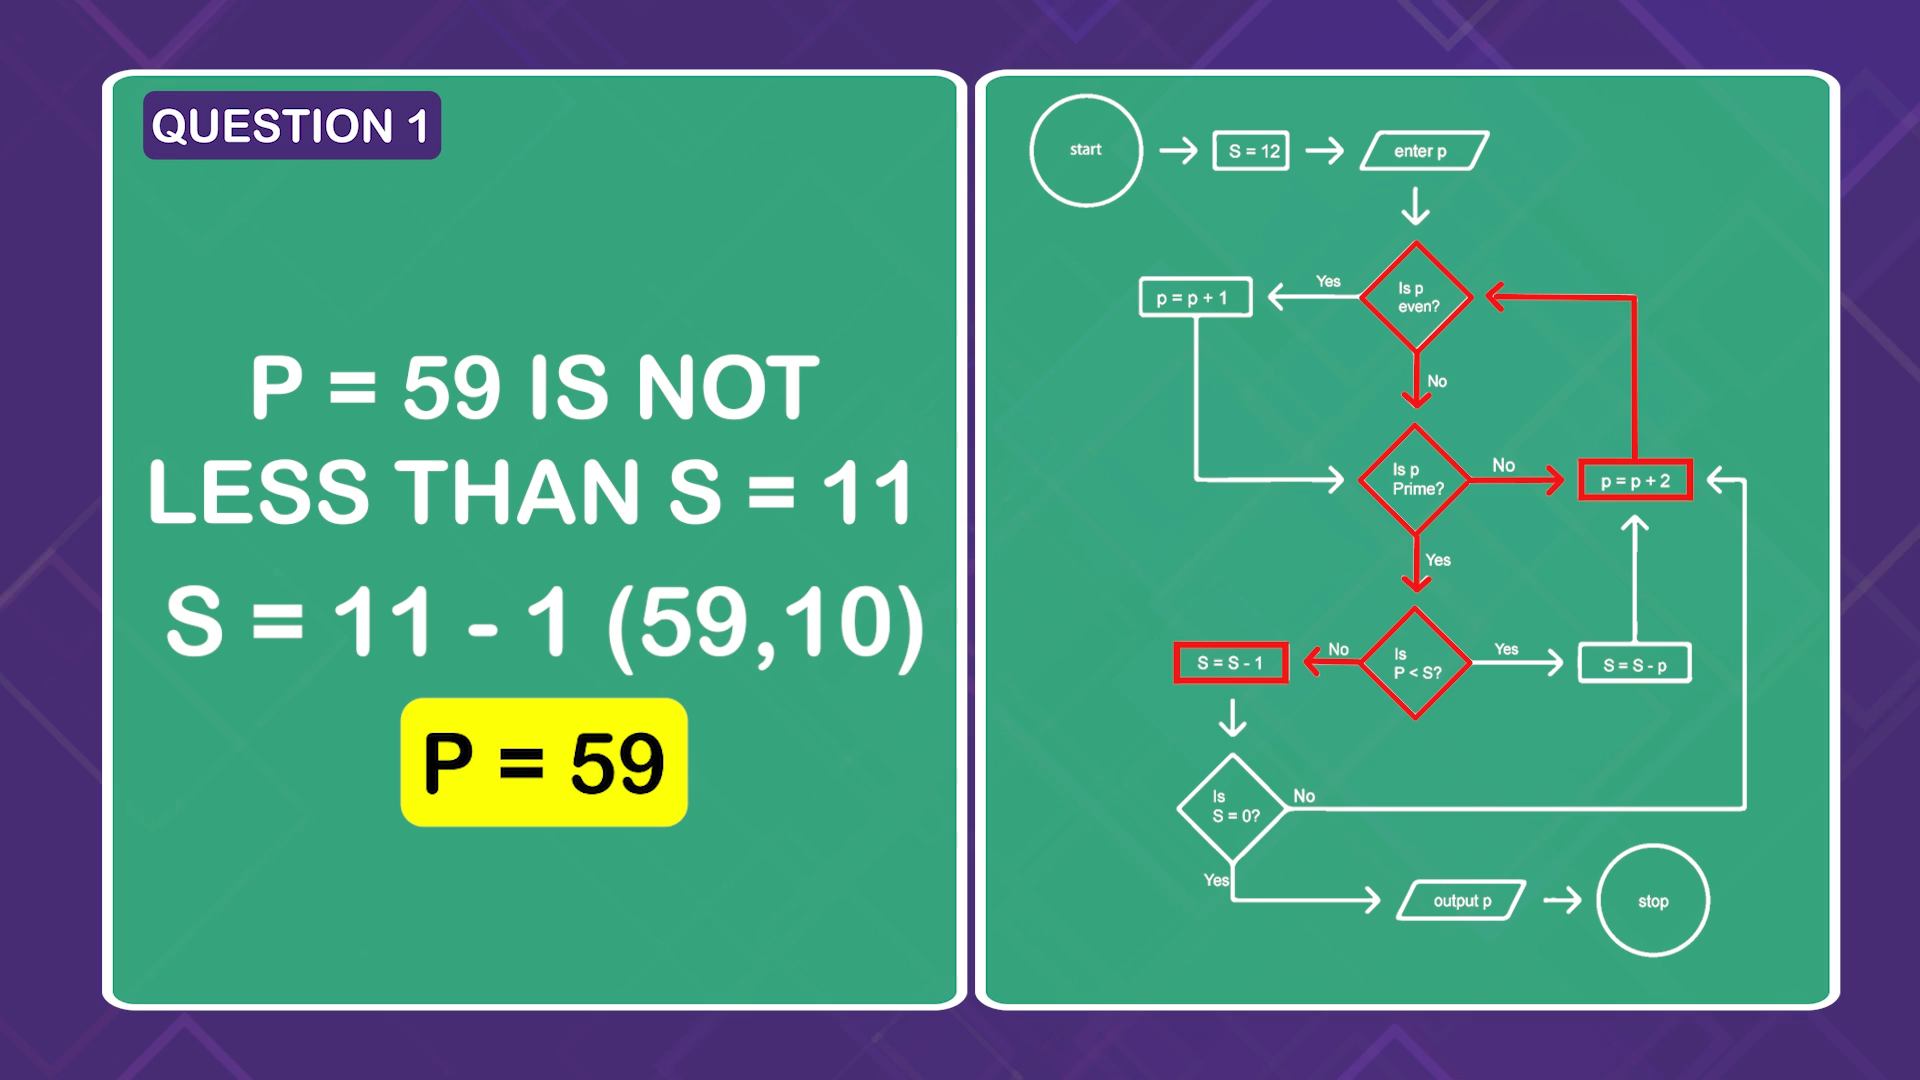 QUESTION 1
P = 59 IS NOT
LESS THAN S = 11
S = 11 - 1 (59,10)
P = 59
start
S = 12
enter p
Yes
p = p + 1
Is p
even?
No
Is p
Prime?
No
p = p + 2
Yes
S = S - 1
No
Is
P < S?
Yes
S = S - p
Is
S = 0?
No
Yes
output p
stop